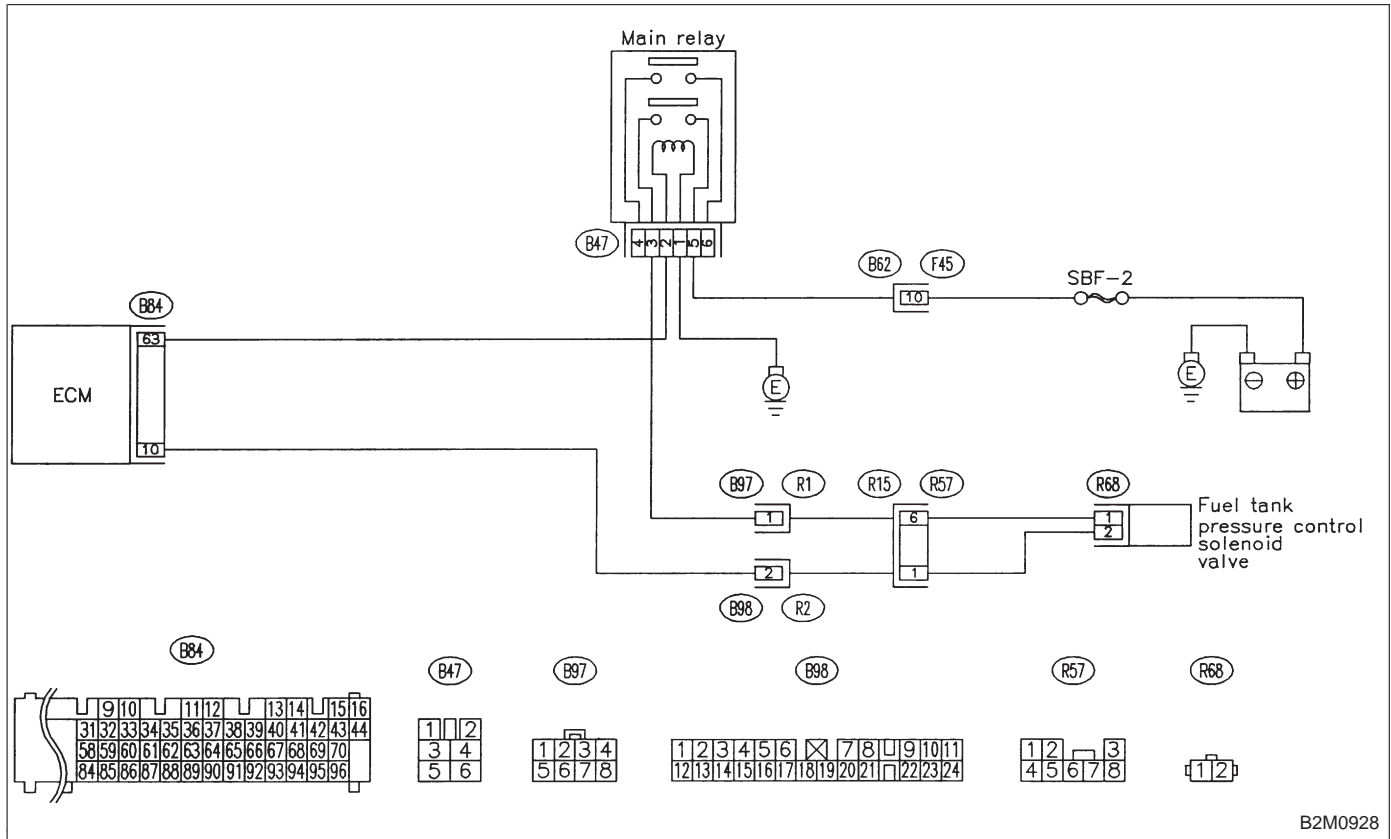 Main relay
B47
4 3 2 1 5 6
B62 F45
10
SBF-2
B84
63
ECM
10
E
E
B97 R1 R15 R57 R68
1 6 1
2
Fuel tank
pressure control
solenoid
valve
2 1
B98 R2
B84 B47 B97 B98 R57 R68
9 10 11 12 13 14 15 16
31 32 33 34 35 36 37 38 39 40 41 42 43 44
58 59 60 61 62 63 64 65 66 67 68 69 70
84 85 86 87 88 89 90 91 92 93 94 95 96
1 2
3 4
5 6
1 2 3 4
5 6 7 8
1 2 3 4 5 6 7 8 9 10 11
12 13 14 15 16 17 18 19 20 21 22 23 24
1 2 3
4 5 6 7 8
1 2
B2M0928